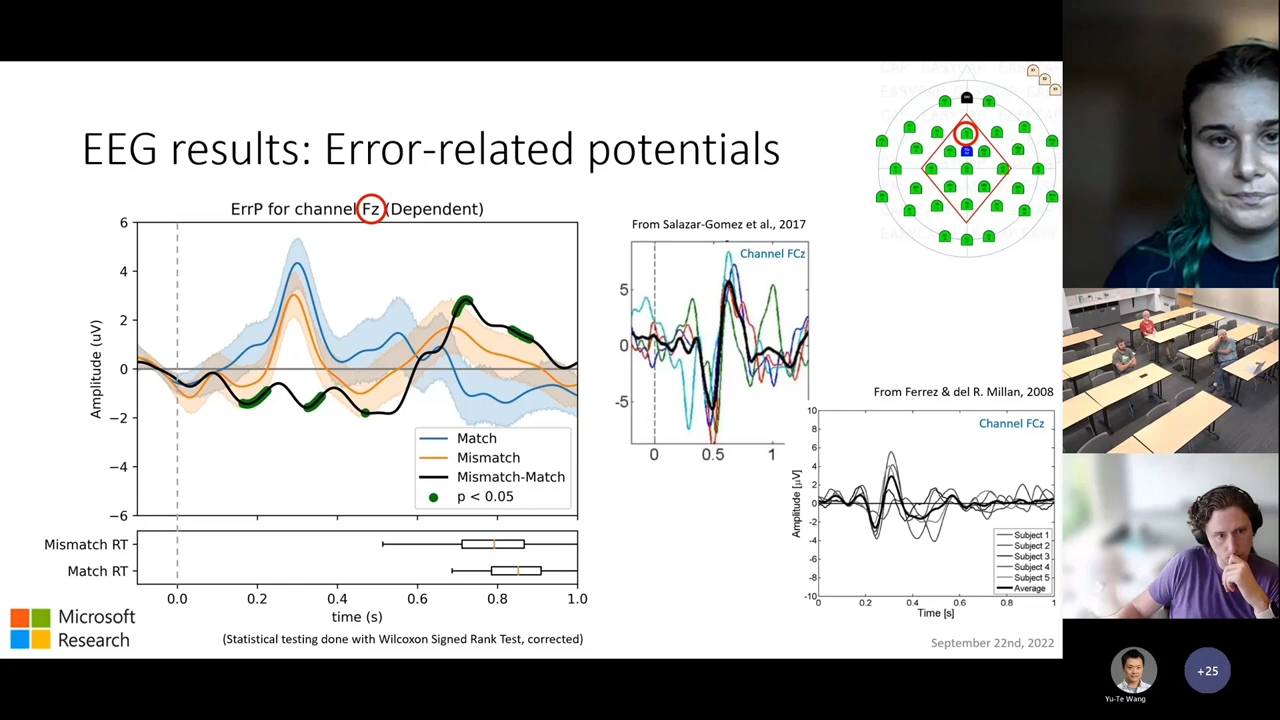 EEG results: Error-related potentials
ErrP for channel Fz (Dependent)
6
4
2
0
−2
−4
−6
Amplitude (uV)
Match
Mismatch
Mismatch-Match
p < 0.05
Mismatch RT
Match RT
0.0
0.2
0.4
0.6
0.8
1.0
time (s)
(Statistical testing done with Wilcoxon Signed Rank Test, corrected)
Microsoft
Research
From Salazar-Gomez et al., 2017
Channel FCz
5
0
-5
0
0.5
1
From Ferrez & del R. Millan, 2008
Channel FCz
10
8
6
4
2
0
-2
-4
-6
-8
-10
Amplitude [μV]
Subject 1
Subject 2
Subject 3
Subject 4
Subject 5
Average
0
0.2
0.4
0.6
0.8
1
Time [s]
September 22nd, 2022
Yu-Te Wang
+25